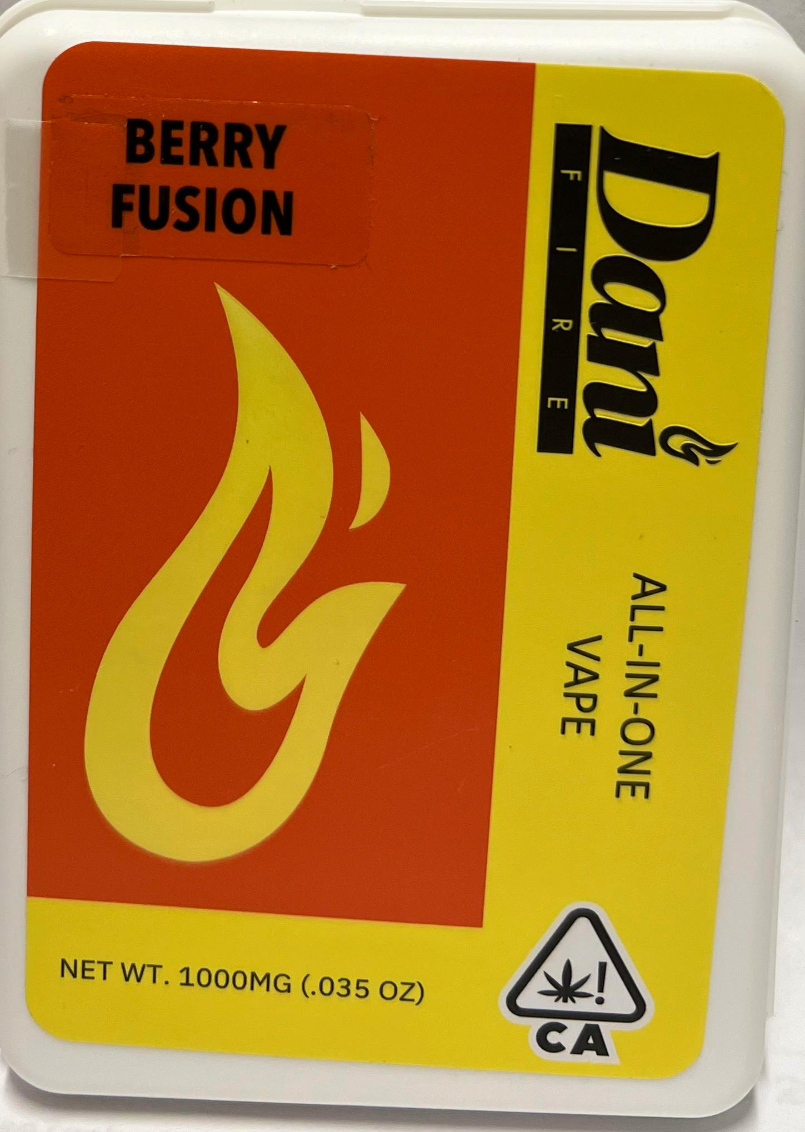 BERRY
FUSION
Dani
FIRE
ALL-IN-ONE
VAPE
NET WT. 1000MG (.035 OZ)
!
CA